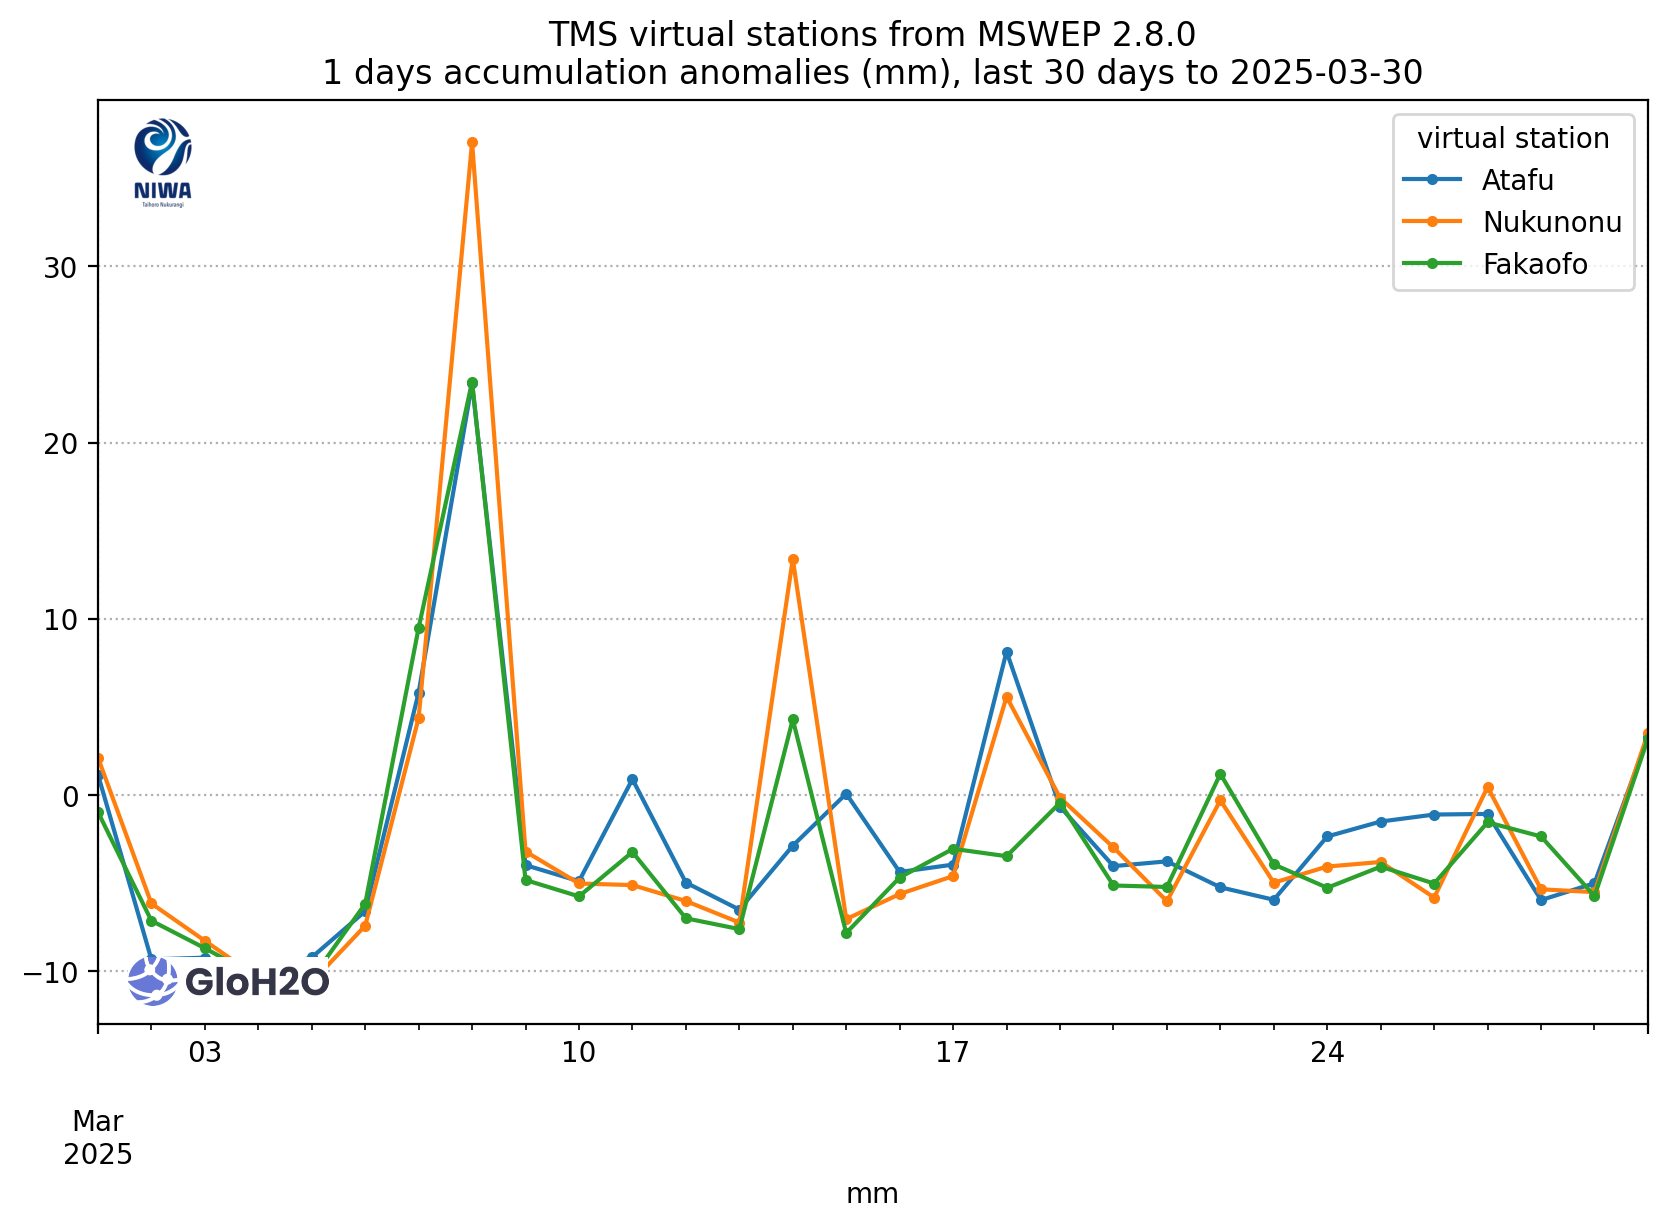 TMS virtual stations from MSWEP 2.8.0
1 days accumulation anomalies (mm), last 30 days to 2025-03-30
NIWA
Taihoro Nukurangi
virtual station
Atafu
Nukunonu
Fakaofo
30
20
10
0
−10
GloH2O
03
10
17
24
Mar
2025
mm